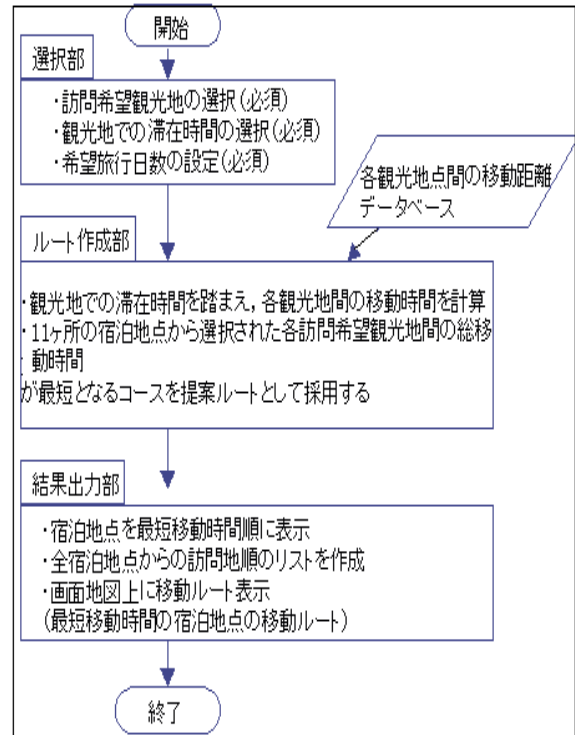 開始
選択部
・訪問希望観光地の選択(必須)
・観光地での滞在時間の選択(必須)
・希望旅行日数の設定(必須)
各観光地点間の移動距離
データベース
ルート作成部
・観光地での滞在時間を踏まえ，各観光地間の移動時間を計算
・11ヶ所の宿泊地点から選択された各訪問希望観光地間の総移
動時間
が最短となるコースを提案ルートとして採用する
結果出力部
・宿泊地点を最短移動時間順に表示
・全宿泊地点からの訪問地順のリストを作成
・画面地図上に移動ルート表示
(最短移動時間の宿泊地点の移動ルート)
終了